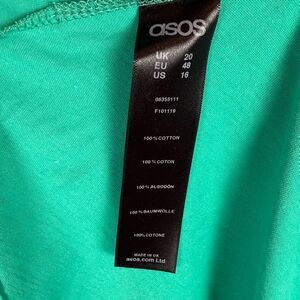 asos
UK 20
EU 48
US 16
06355111
F101119
100%COTTON
100%COTON
100%ALGODÓN
100%BAUMWOLLE
100%COTONE
MADE IN UK
asos.com Ltd